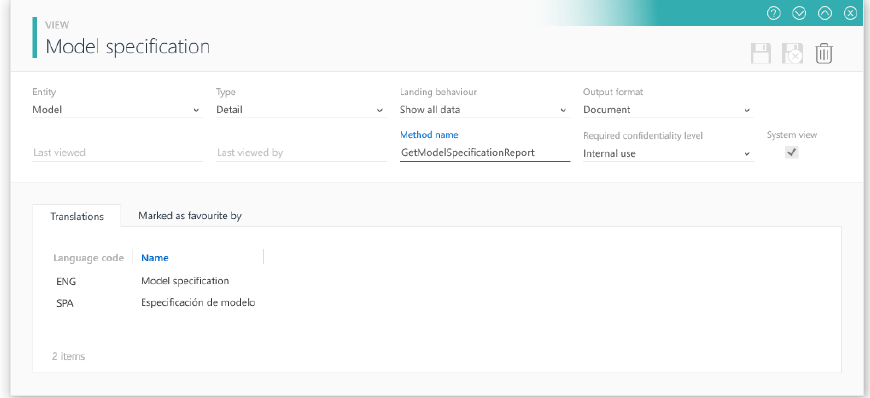 VIEW
Model specification
Entity Type Landing behaviour Output format
Model Detail Show all data Document
Method name Required confidentiality level System view
Last viewed Last viewed by GetModelSpecificationReport Internal use
Translations Marked as favourite by
Language code Name
ENG Model specification
SPA Especificación de modelo
2 items